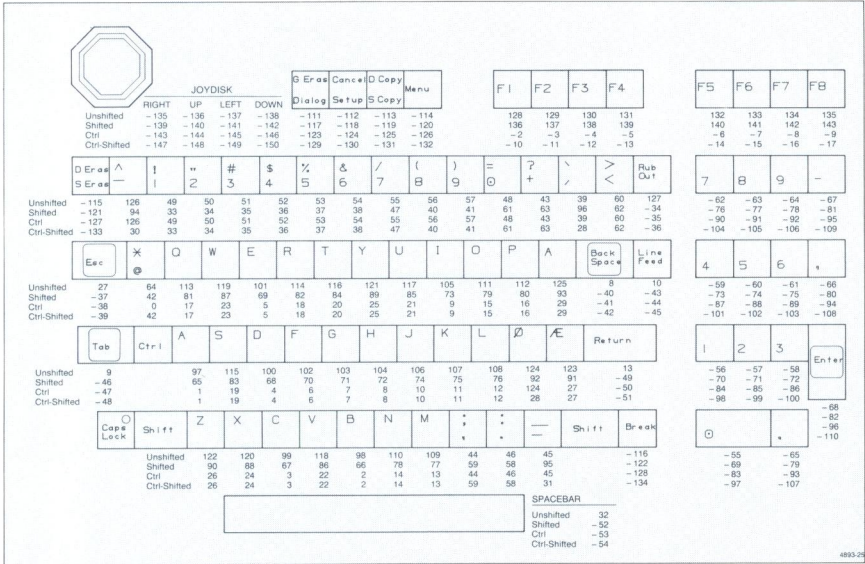 G Eras Cancel D Copy Menu
Dialog Setup S Copy
F1 F2 F3 F4 F5 F6 F7 F8
JOYDISK
RIGHT UP LEFT DOWN
Unshifted -135 -136 -137 -138 -111 -112 -113 -114 128 129 130 131 132 133 134 135
Shifted -139 -140 -141 -142 -117 -118 -119 -120 136 137 138 139 140 141 142 143
Ctrl -143 -144 -145 -146 -123 -124 -125 -126 -2 -3 -4 -5 -6 -7 -8 -9
Ctrl-Shifted -147 -148 -149 -150 -129 -130 -131 -132 -10 -11 -12 -13 -14 -15 -16 -17
D Eras ^ ! " # $ % & / ( ) = ? ` > Rub Out
S Eras — 1 2 3 4 5 6 7 8 9 0 + ' < 7 8 9 -
Unshifted -115 126 49 50 51 52 53 54 55 56 57 48 43 39 60 127 -62 -63 -64 -67
Shifted -121 94 33 34 35 36 37 38 47 40 41 61 63 96 62 -34 -76 -77 -78 -81
Ctrl -127 126 49 50 51 52 53 54 55 56 57 48 43 39 60 -35 -90 -91 -92 -95
Ctrl-Shifted -133 30 33 34 35 36 37 38 47 40 41 61 63 28 62 -36 -104 -105 -106 -109
Esc * Q W E R T Y U I O P A Back Space Line Feed
@ 4 5 6 ,
Unshifted 27 64 113 119 101 114 116 121 117 105 111 112 125 8 10 -59 -60 -61 -66
Shifted -37 42 81 87 69 82 84 89 85 73 79 80 93 -40 -43 -73 -74 -75 -80
Ctrl -38 0 17 23 5 18 20 25 21 9 15 16 29 -41 -44 -87 -88 -89 -94
Ctrl-Shifted -39 42 17 23 5 18 20 25 21 9 15 16 29 -42 -45 -101 -102 -103 -108
Tab Ctrl A S D F G H J K L Ø Æ Return 1 2 3 Enter
Unshifted 9 97 115 100 102 103 104 106 107 108 124 123 13 -56 -57 -58
Shifted -46 65 83 68 70 71 72 74 75 76 92 91 -49 -70 -71 -72
Ctrl -47 1 19 4 6 7 8 10 11 12 124 27 -50 -84 -85 -86
Ctrl-Shifted -48 1 19 4 6 7 8 10 11 12 28 27 -51 -98 -99 -100
-68
-82
-96
-110
Caps Lock Shift Z X C V B N M ; : — Shift Break 0 .
, . —
Unshifted 122 120 99 118 98 110 109 44 46 45 -116 -55 -65
Shifted 90 88 67 86 66 78 77 59 58 95 -122 -69 -79
Ctrl 26 24 3 22 2 14 13 44 46 45 -128 -83 -93
Ctrl-Shifted 26 24 3 22 2 14 13 59 58 31 -134 -97 -107
SPACEBAR
Unshifted 32
Shifted -52
Ctrl -53
Ctrl-Shifted -54
4893-25